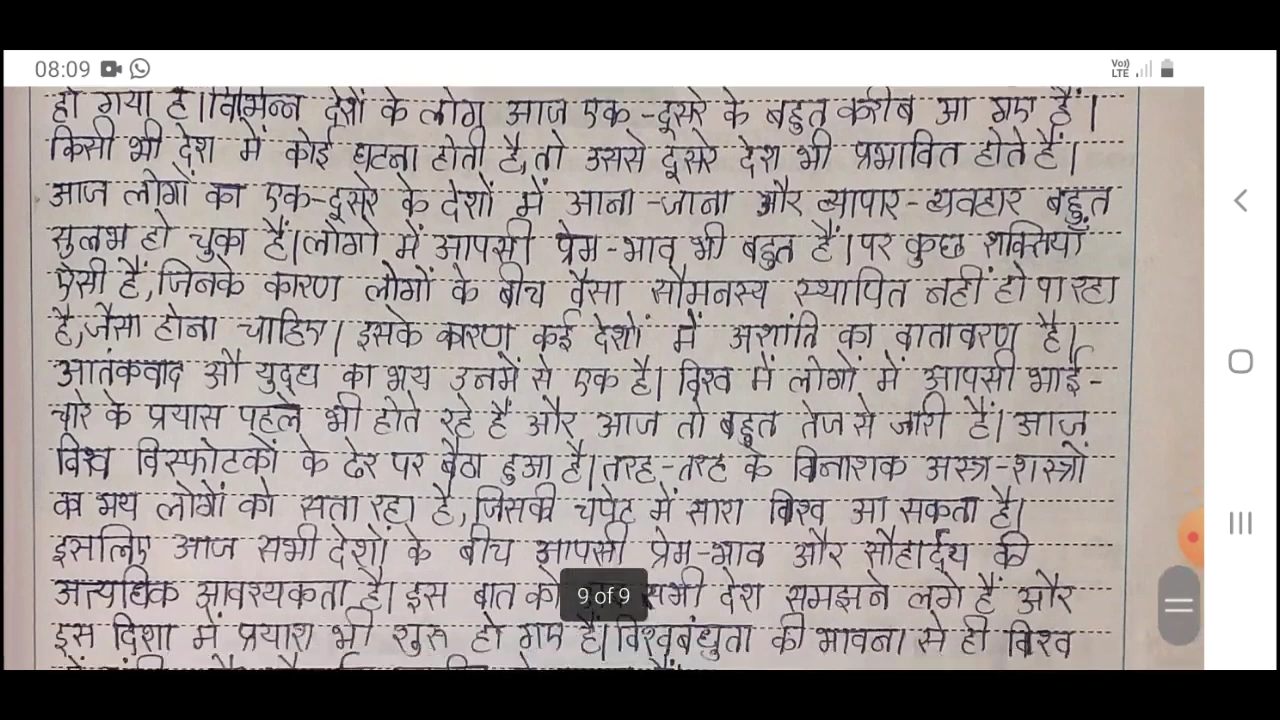 08:09
Vo))
LTE
हो गया है। विभिन्न देशों के लोग आज एक-दूसरे के बहुत करीब आ गए हैं।
किसी भी देश में कोई घटना होती है, तो उससे दूसरे देश भी प्रभावित होते हैं।
आज लोगों का एक-दूसरे के देशों में आना-जाना और व्यापार-व्यवहार बहुत
सुलभ हो चुका है। लोगो में आपसी प्रेम-भाव भी बहुत हैं। पर कुछ शक्तियाँ
ऐसी हैं, जिनके कारण लोगों के बीच वैसा सौमनस्य स्थापित नहीं हो पा रहा
है, जैसा होना चाहिए। इसके कारण कई देशों में अशांति का वातावरण है।
आतंकवाद औ युद्ध का भय उनमें से एक है। विश्व में लोगों में आपसी भाई-
चारे के प्रयास पहले भी होते रहे हैं और आज तो बहुत तेज से जारी हैं। आज
विश्व विस्फोटकों के ढेर पर बैठा हुआ है। तरह-तरह के विनाशक अस्त्र-शस्त्रों
का भय लोगों को सता रहा है, जिसकी चपेट में सारा विश्व आ सकता है।
इसलिए आज सभी देशों के बीच आपसी प्रेम-भाव और सौहार्द्य की
अत्यधिक आवश्यकता है। इस बात को सभी देश समझने लगे हैं और
9 of 9
इस दिशा में प्रयाश भी शुरू हो गए हैं। विश्वबंधुता की भावना से ही विश्व